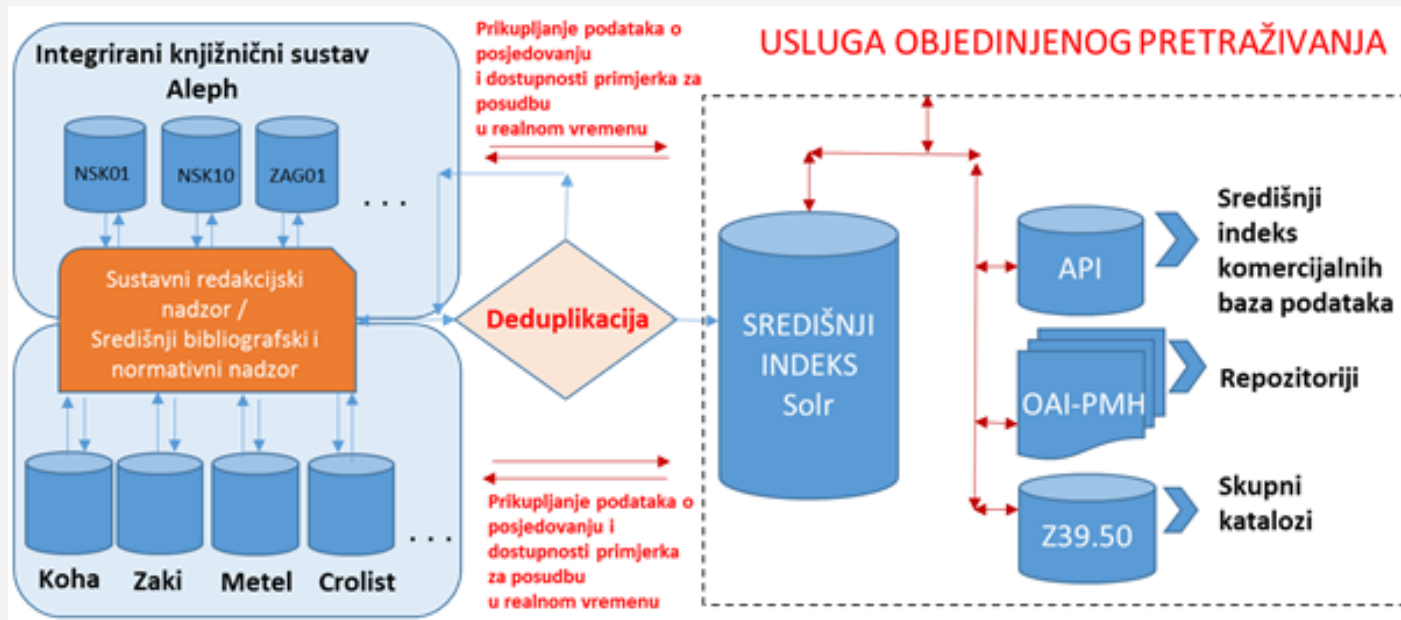 Integrirani knjižnični sustav
Aleph
NSK01
NSK10
ZAG01
. . .
Sustavni redakcijski
nadzor /
Središnji bibliografski i
normativni nadzor
Koha
Zaki
Metel
Crolist
. . .
Prikupljanje podataka o
posjedovanju
i dostupnosti primjerka za
posudbu
u realnom vremenu
Deduplikacija
Prikupljanje podataka o
posjedovanju i
dostupnosti primjerka
za posudbu
u realnom vremenu
USLUGA OBJEDINJENOG PRETRAŽIVANJA
SREDIŠNJI
INDEKS
Solr
API
Središnji
indeks
komercijalnih
baza podataka
OAI-PMH
Repozitoriji
Z39.50
Skupni
katalozi